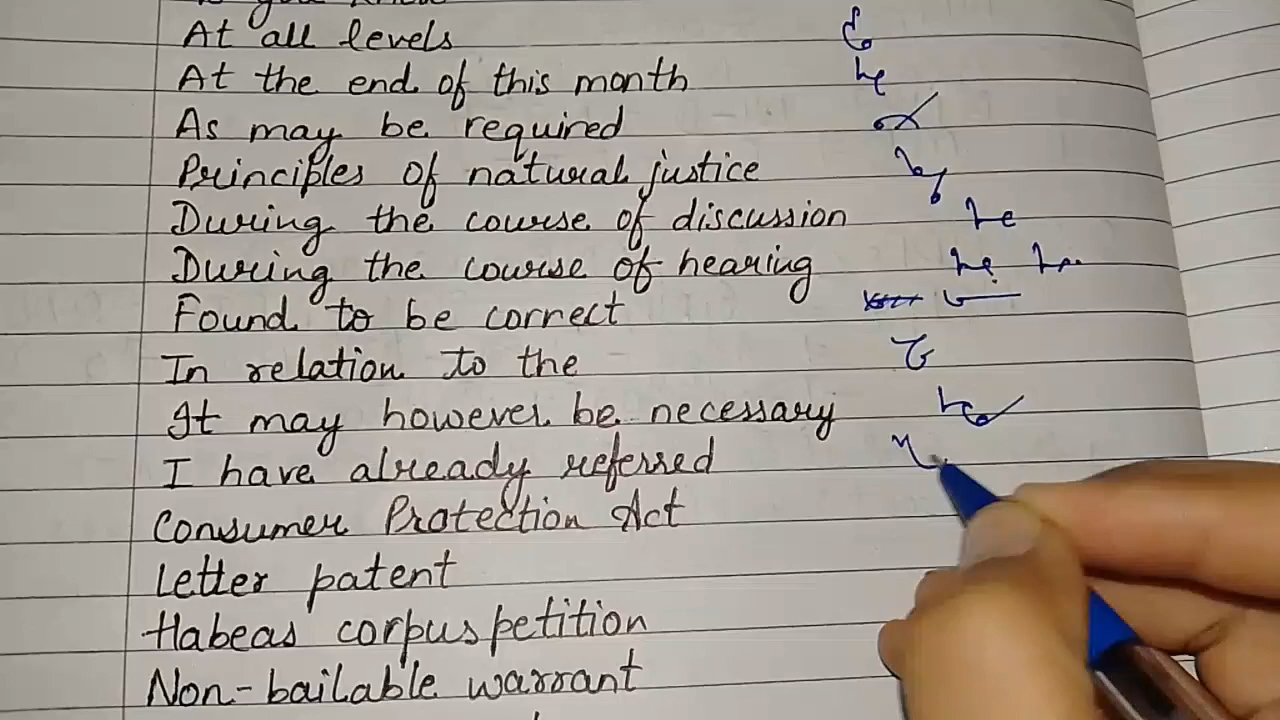 At all levels
At the end of this month
As may be required
Principles of natural justice
During the course of discussion
During the course of hearing
Found to be correct
In relation to the
It may however be necessary
I have already referred
Consumer Protection Act
Letter patent
Habeas corpus petition
Non-bailable warrant